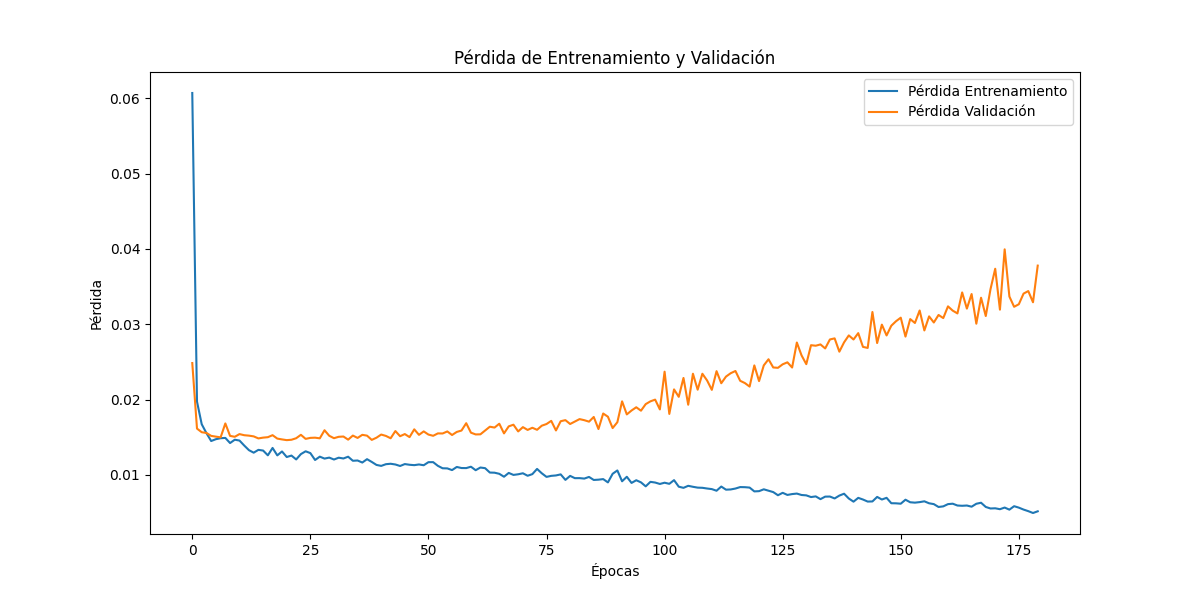 Pérdida de Entrenamiento y Validación
Pérdida Entrenamiento
Pérdida Validación
0.06
0.05
0.04
0.03
0.02
0.01
Pérdida
0
25
50
75
100
125
150
175
Épocas